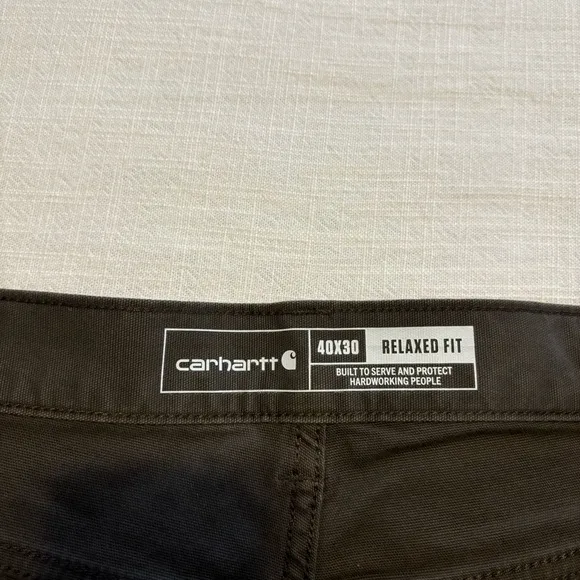 carhartt
40X30 RELAXED FIT
BUILT TO SERVE AND PROTECT
HARDWORKING PEOPLE